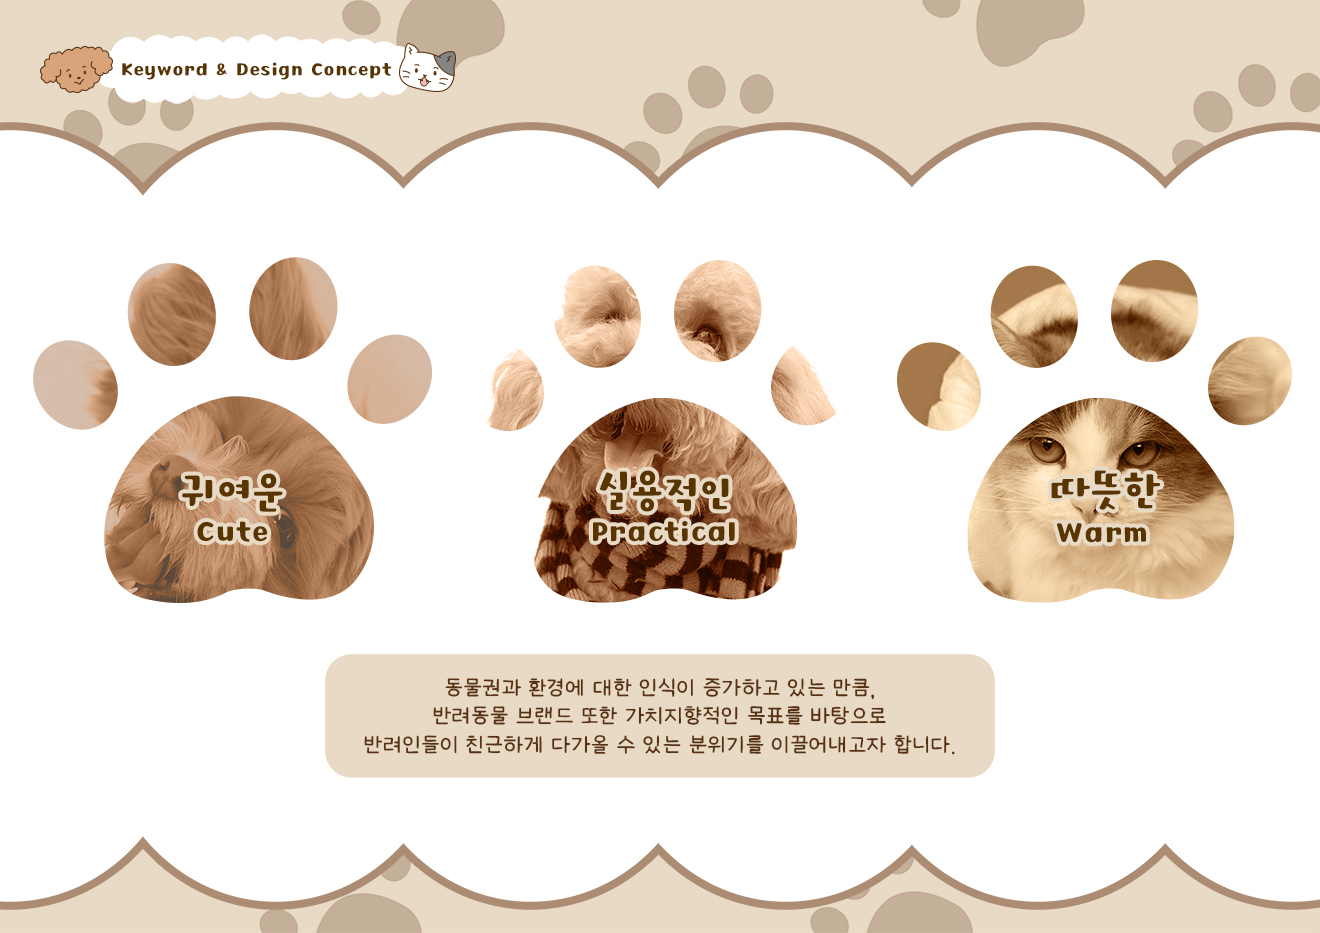 Keyword & Design Concept
귀여운
Cute
실용적인
Practical
따뜻한
Warm
동물권과 환경에 대한 인식이 증가하고 있는 만큼,
반려동물 브랜드 또한 가치지향적인 목표를 바탕으로
반려인들이 친근하게 다가올 수 있는 분위기를 이끌어내고자 합니다.